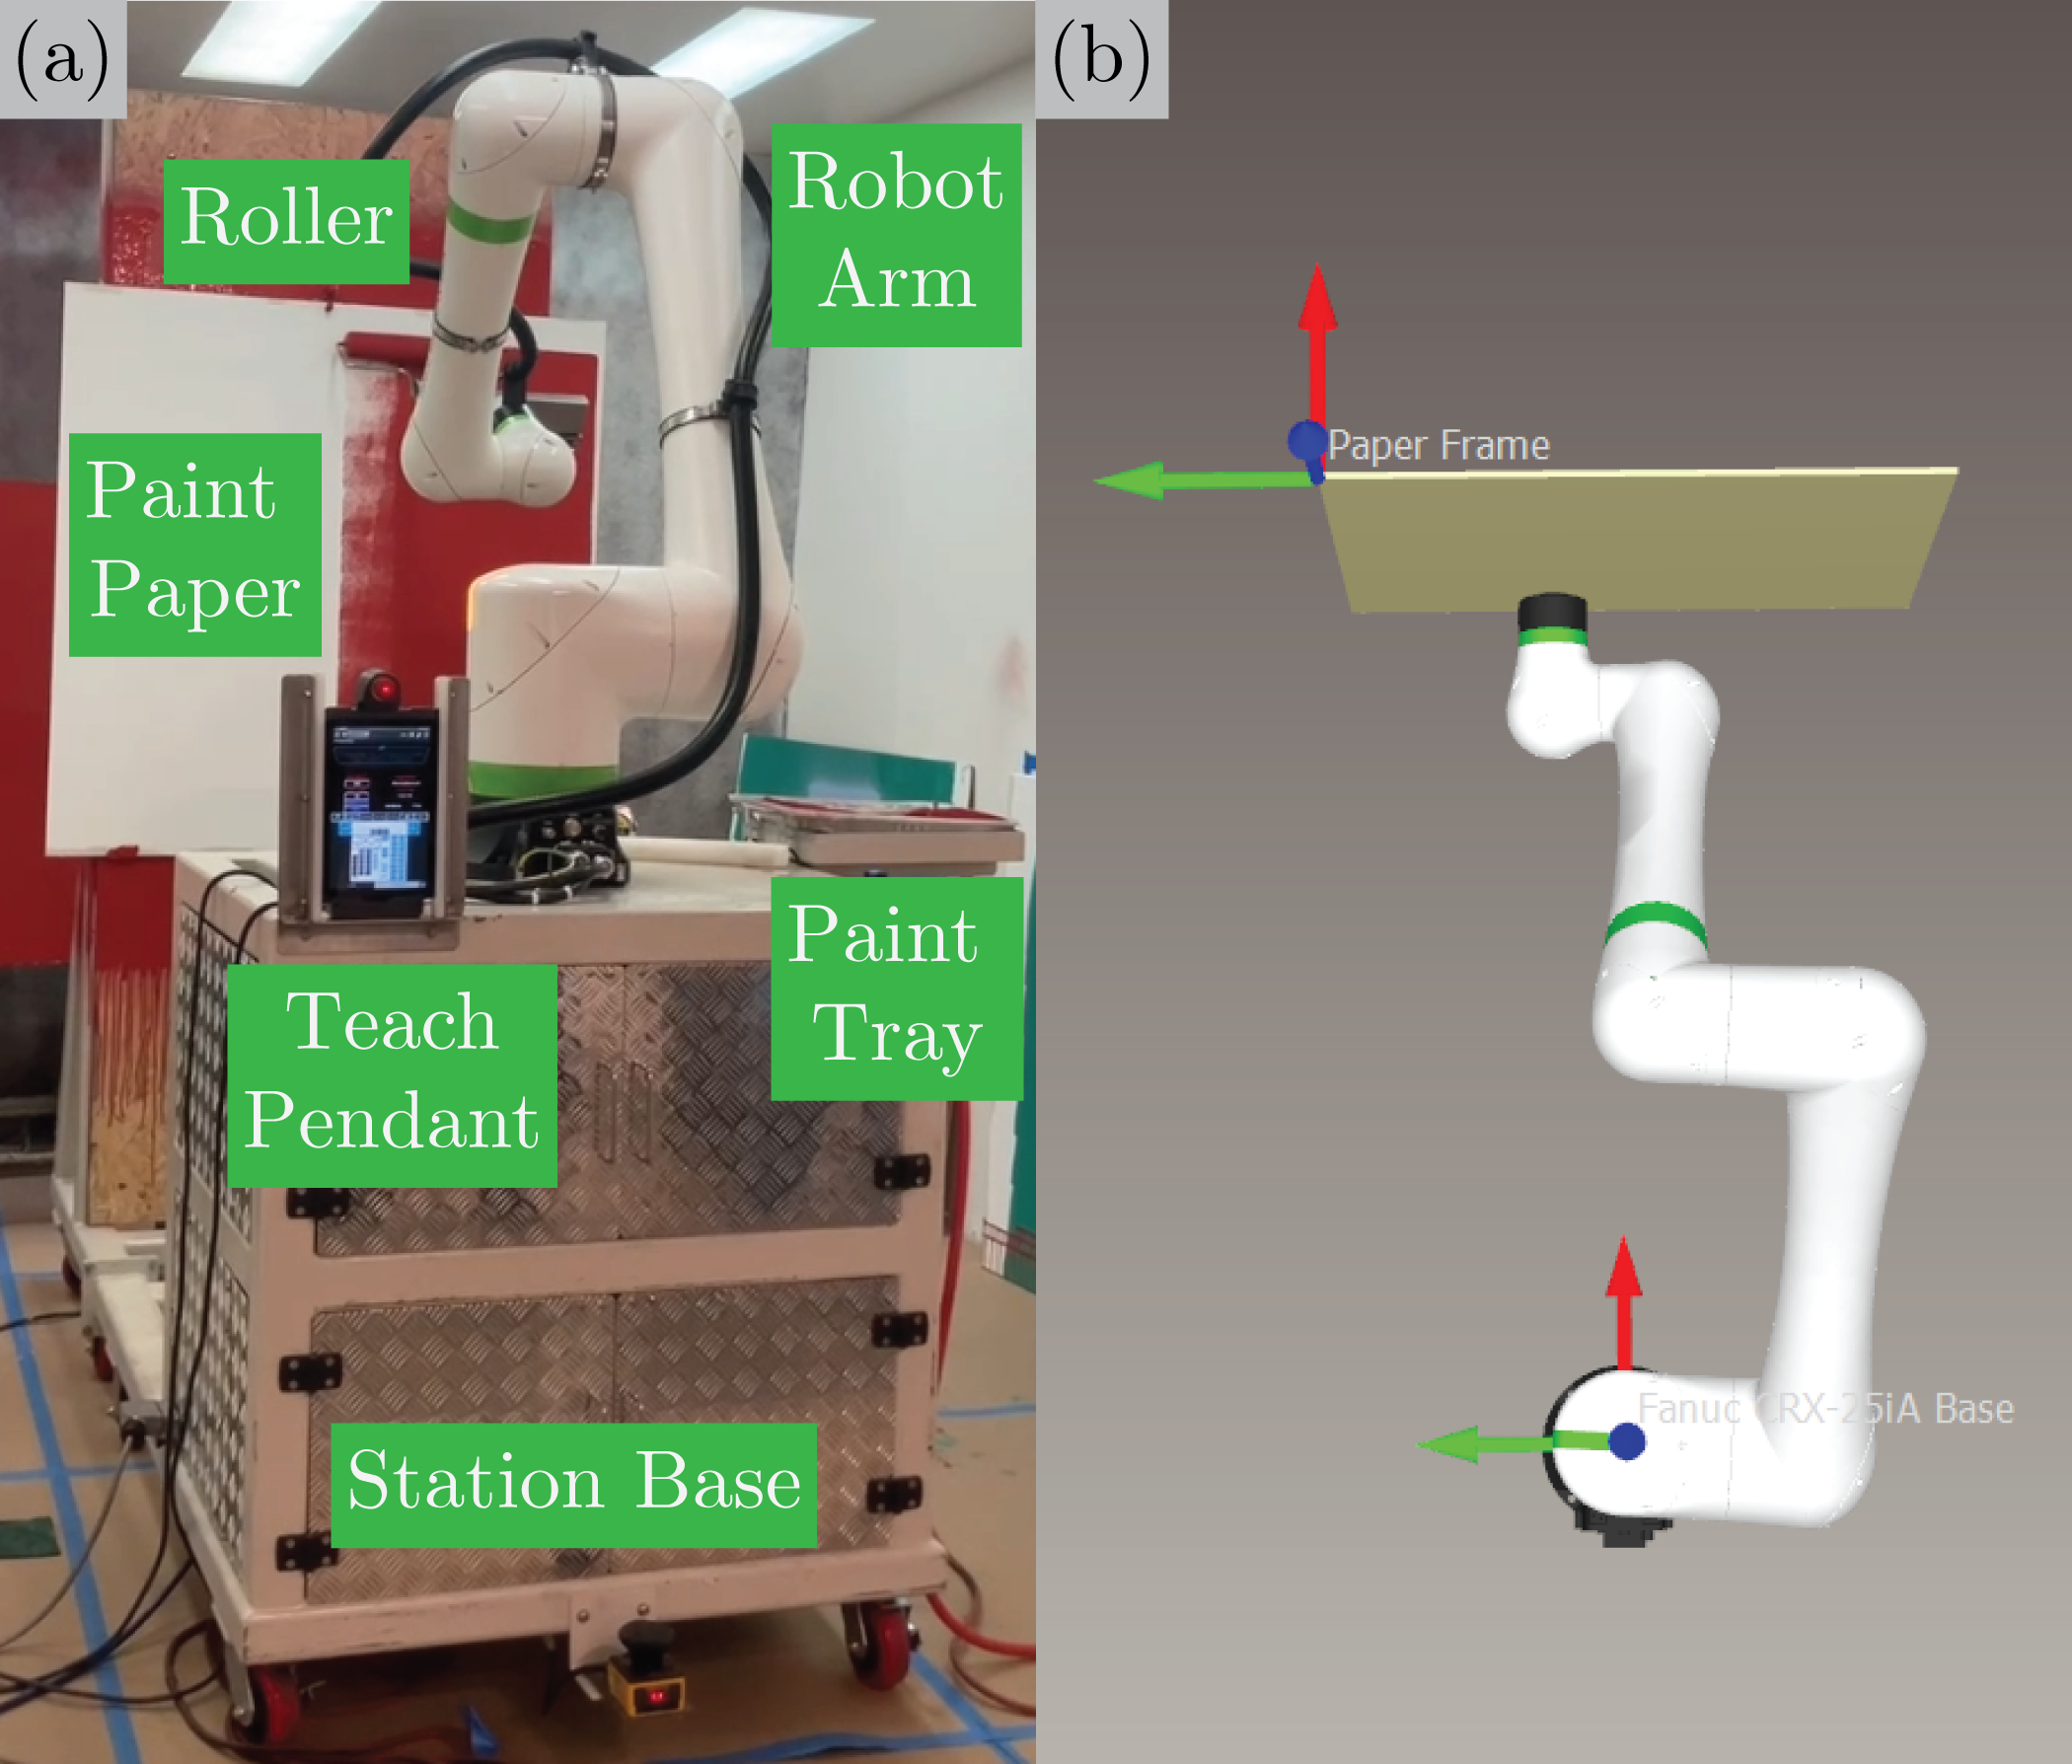 (a)
Roller
Robot
Arm
Paint
Paper
Paint
Tray
Teach
Pendant
Station Base
(b)
Paper Frame
Fanuc CRX-25iA Base